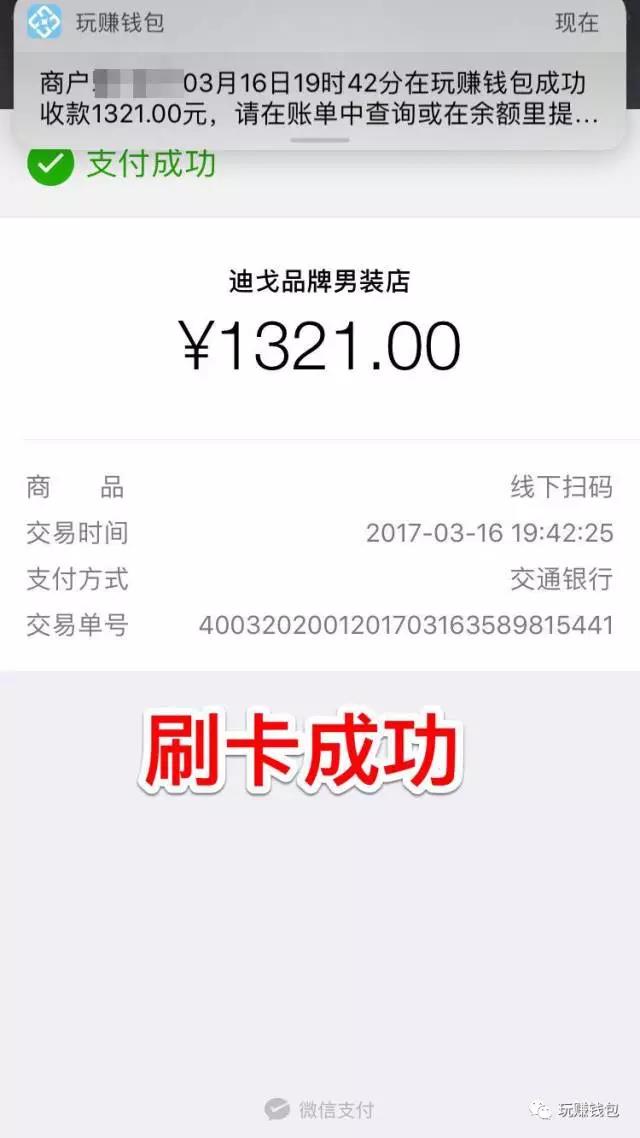 玩赚钱包
现在
商户 03月16日19时42分在玩赚钱包成功
收款1321.00元，请在账单中查询或在余额里提...
支付成功
迪戈品牌男装店
¥1321.00
商 品 线下扫码
交易时间 2017-03-16 19:42:25
支付方式 交通银行
交易单号 4003202001201703163589815441
刷卡成功
微信支付
玩赚钱包